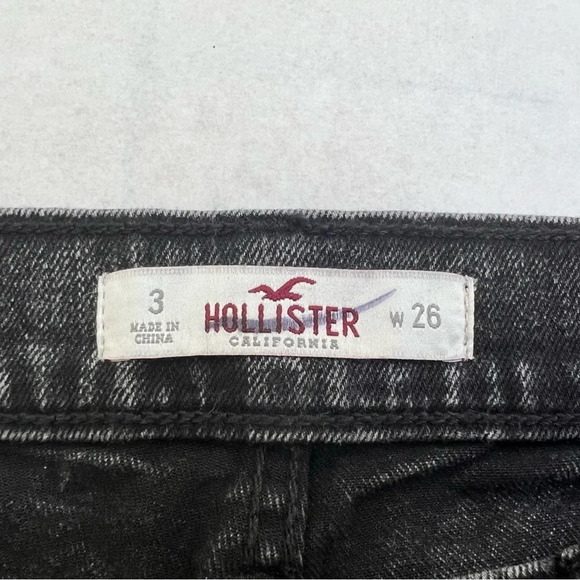 3
MADE IN
CHINA
HOLLISTER
CALIFORNIA
W 26